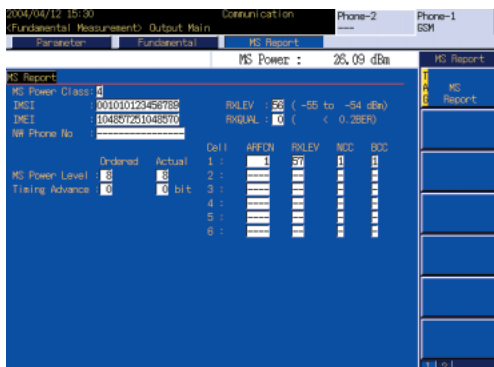 2004/04/12 15:30 Communication Phone-2 Phone-1
<Fundamental Measurement> Output Main ---- GSM
Parameter Fundamental MS Report
MS Power : 26.09 dBm MS Report
MS Report
TAG MS Report
MS Power Class: 4
IMSI : 001010123456789 RXLEV : 56 ( -55 to -54 dBm)
IMEI : 104857251048570 RXQUAL : 0 ( < 0.2BER)
NW Phone No : ----------------
Cell ARFCN RXLEV NCC BCC
Ordered Actual 1 : 1 57 1 1
MS Power Level : 8 8 2 : ---- -- - -
Timing Advance : 0 0 bit 3 : ---- -- - -
4 : ---- -- - -
5 : ---- -- - -
6 : ---- -- - -
1 2